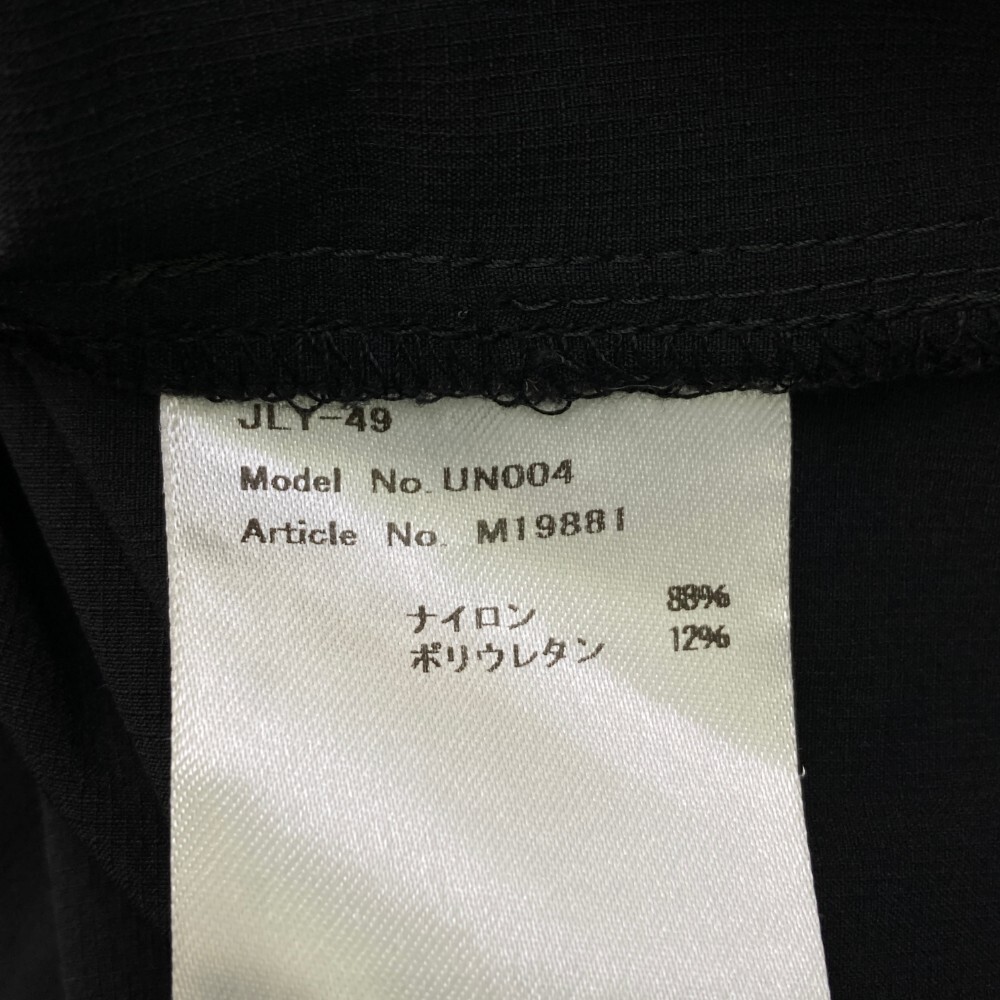 JLY-49
Model No. UN004
Article No. M19881
ナイロン 88%
ポリウレタン 12%